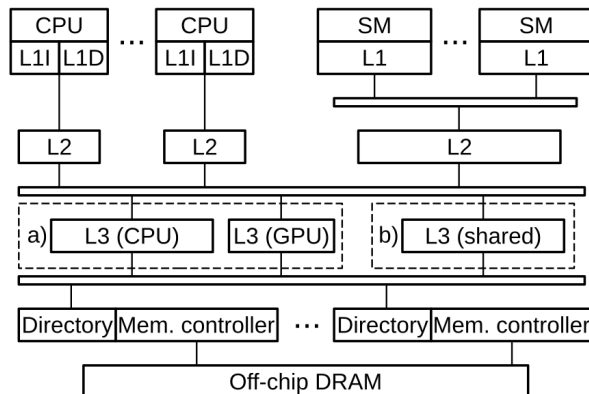 CPU ... CPU SM ... SM
L1I L1D L1I L1D L1 L1
L2 L2 L2
a) L3 (CPU) L3 (GPU) b) L3 (shared)
Directory Mem. controller ... Directory Mem. controller
Off-chip DRAM